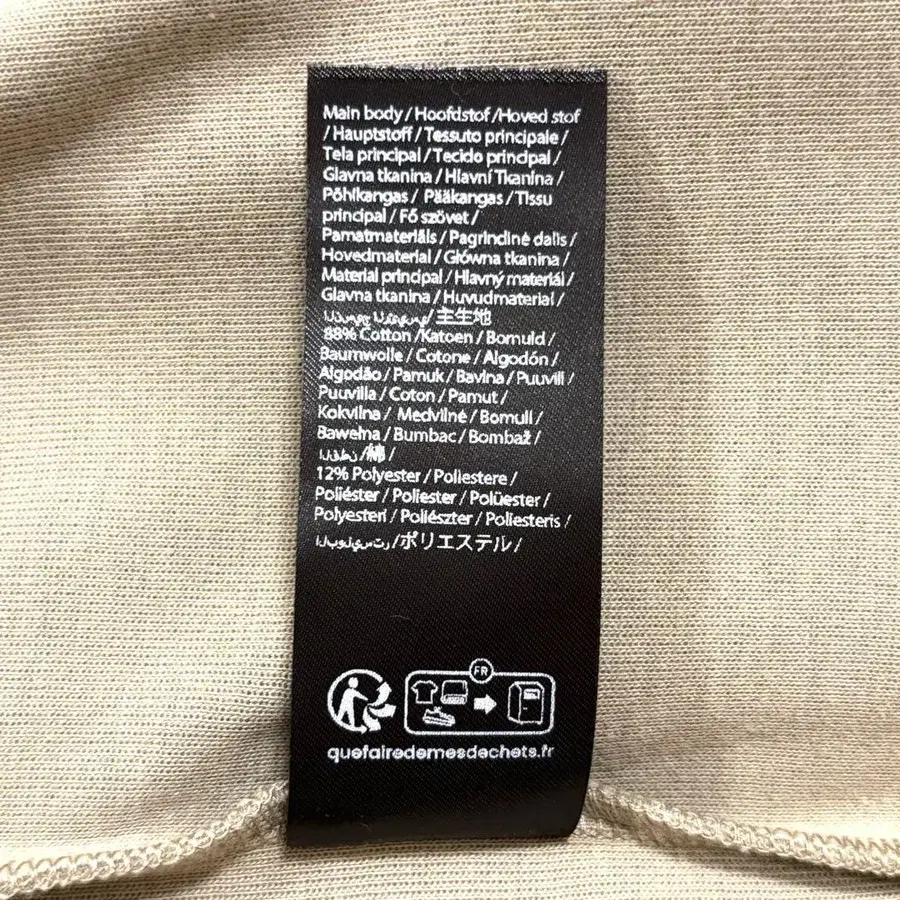 Main body / Hoofdstof /Hoved stof
/ Hauptstoff / Tessuto principale /
Tela principal / Tecido principal /
Glavna tkanina / Hlavní Tkanina /
Põhikangas / Pääkangas / Tissu
principal / Fő szövet /
Pamatmateriāls / Pagrindinė dalis /
Hovedmaterial / Główna tkanina /
Material principal / Hlavný materiál /
Glavna tkanina / Huvudmaterial /
/ 主生地
88% Cotton /Katoen / Bomuld /
Baumwolle / Cotone / Algodón /
Algodão / Pamuk / Bavlna / Puuvill /
Puuvilla / Coton / Pamut /
Kokvilna / Medvilnė / Bomull /
Bawełna / Bumbac / Bombaž /
القطن /綿 /
12% Polyester / Poliestere /
Poliéster / Poliester / Polüester /
Polyesteri / Poliészter / Poliesteris /
البوليستر /ポリエステル /
FR
quefairedemesdechets.fr